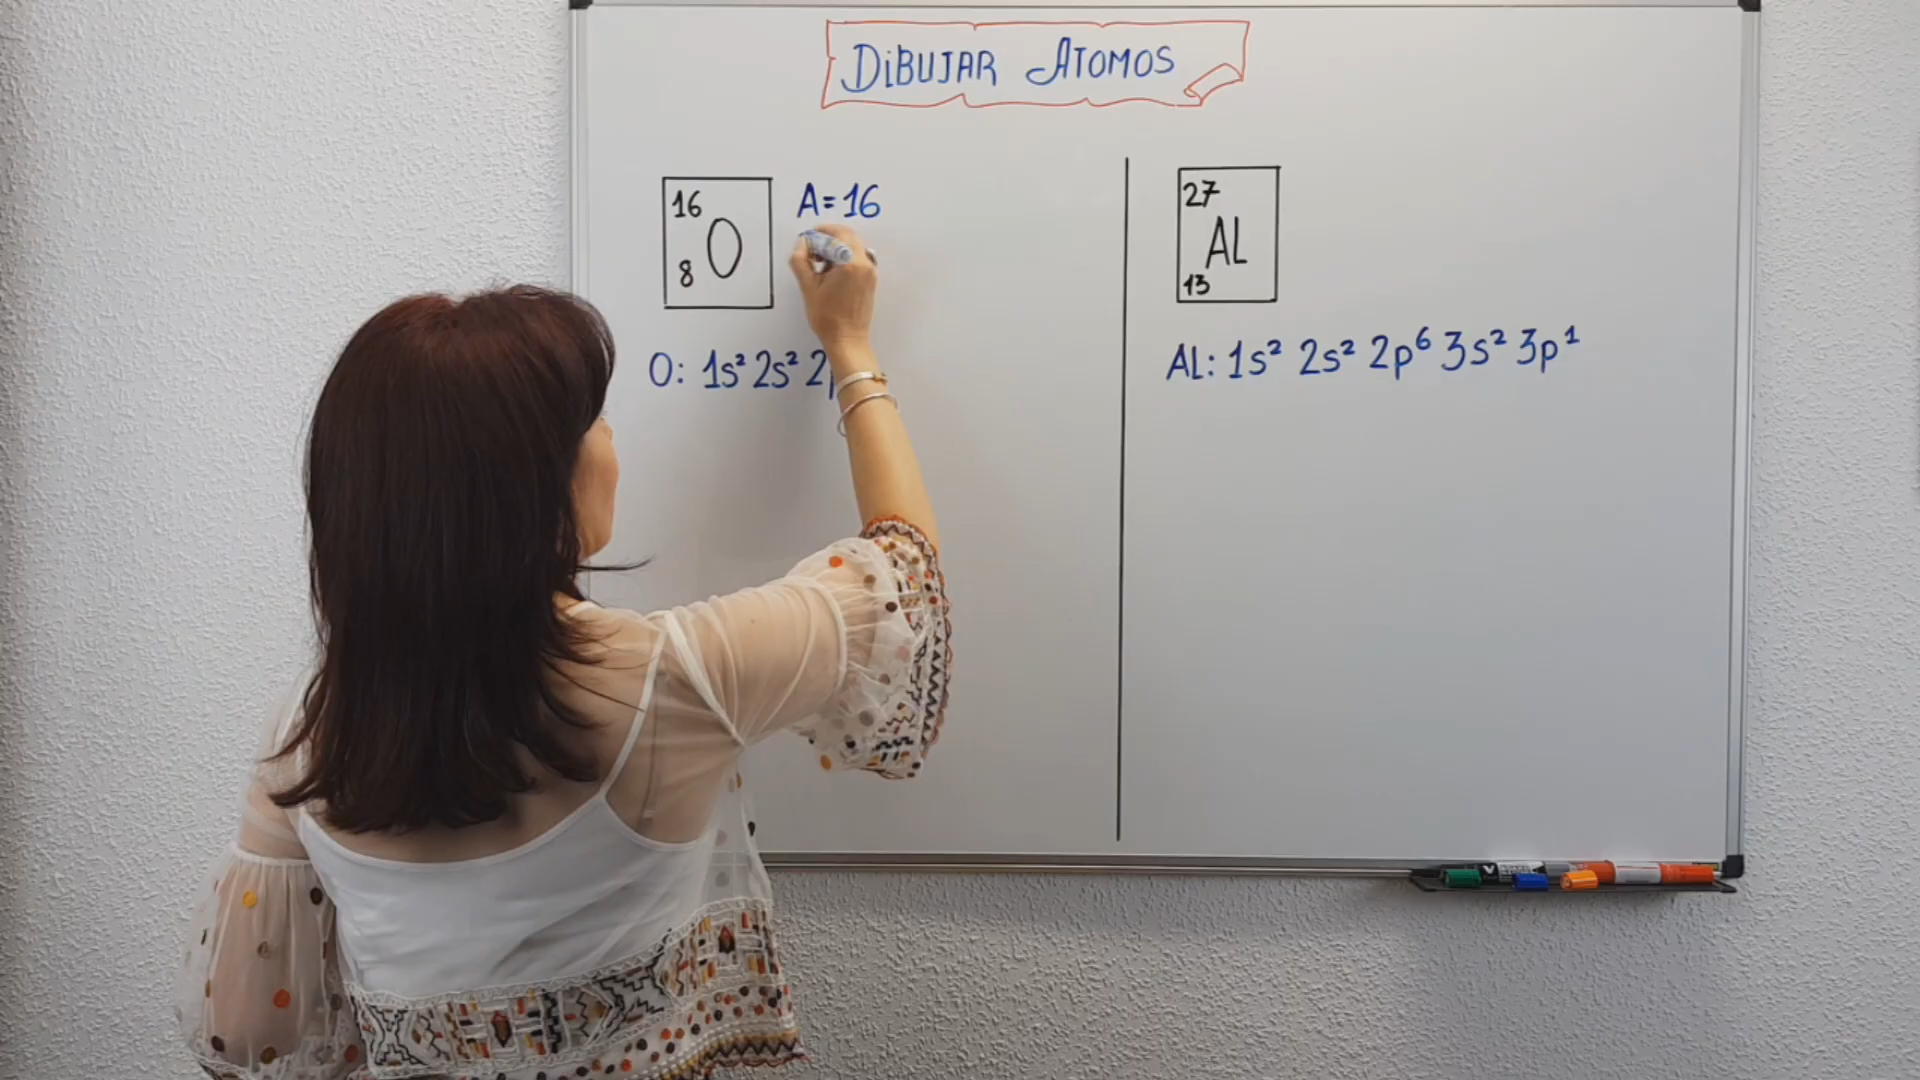 DiBUJAR ATOMOS
16
O
8
A=16
O: 1s² 2s² 2p
27
AL
13
AL: 1s² 2s² 2p⁶ 3s² 3p¹